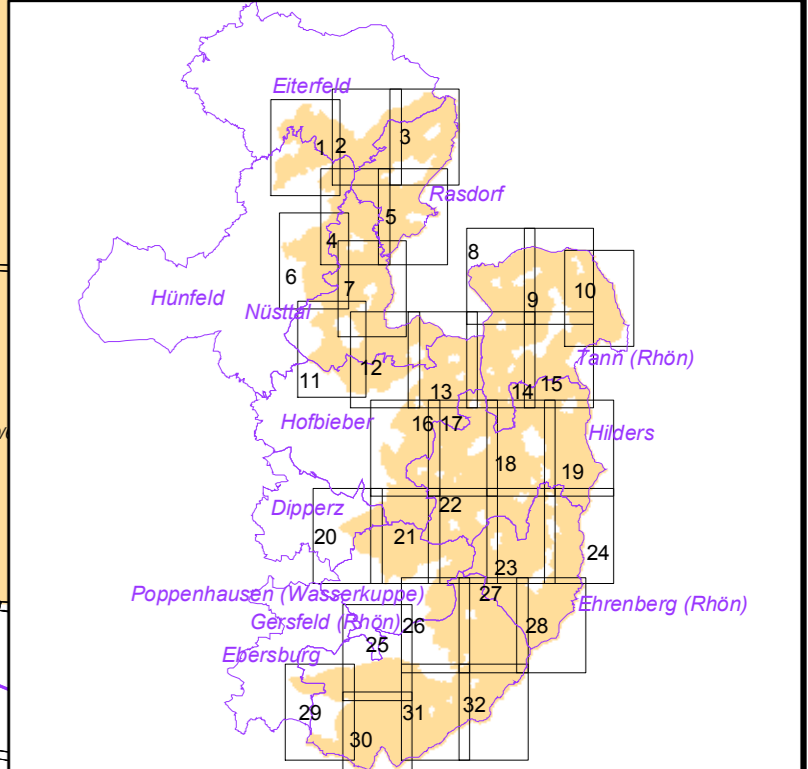 Eiterfeld
1 2 3
Rasdorf
5
4
8
6 7
9 10
Hünfeld
Nüsttal
11 12
Tann (Rhön)
13 14 15
Hofbieber
16 17
Hilders
18 19
Dipperz
22
20 21
24
23
Poppenhausen (Wasserkuppe)
27
Ehrenberg (Rhön)
Gersfeld (Rhön)
26 28
25
Ebersburg
29 31 32
30